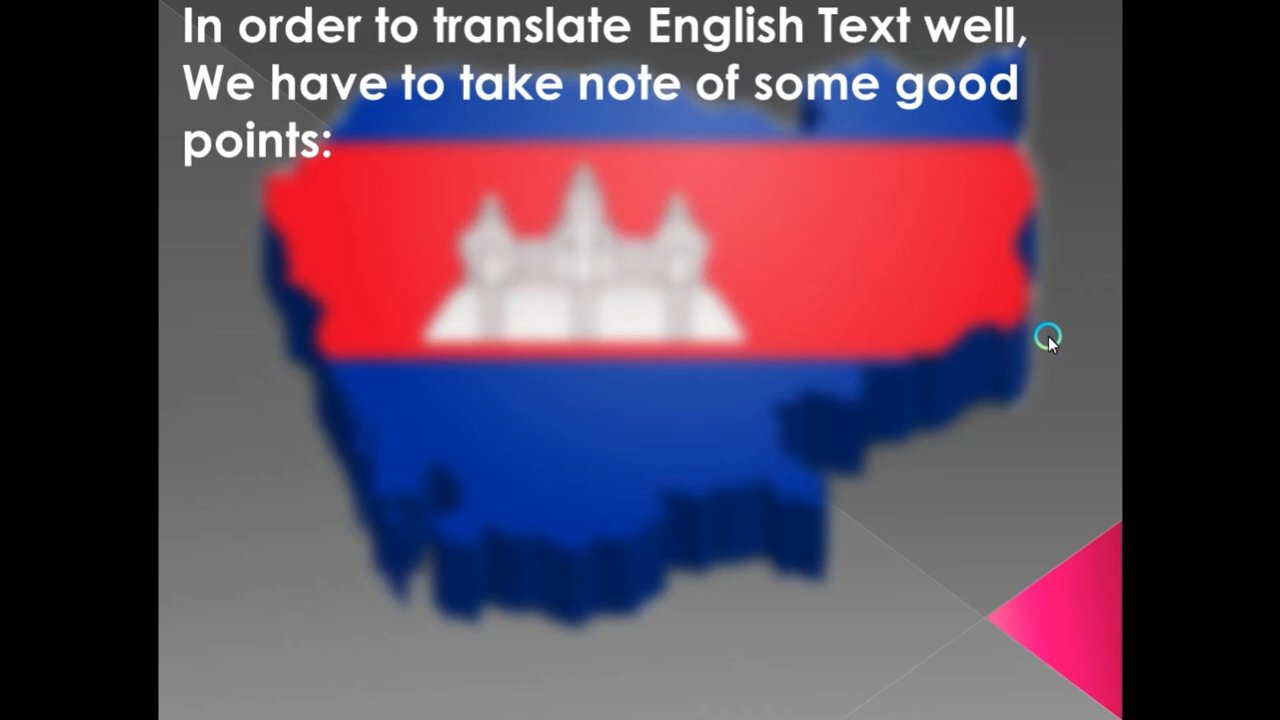 In order to translate English Text well,
We have to take note of some good
points: